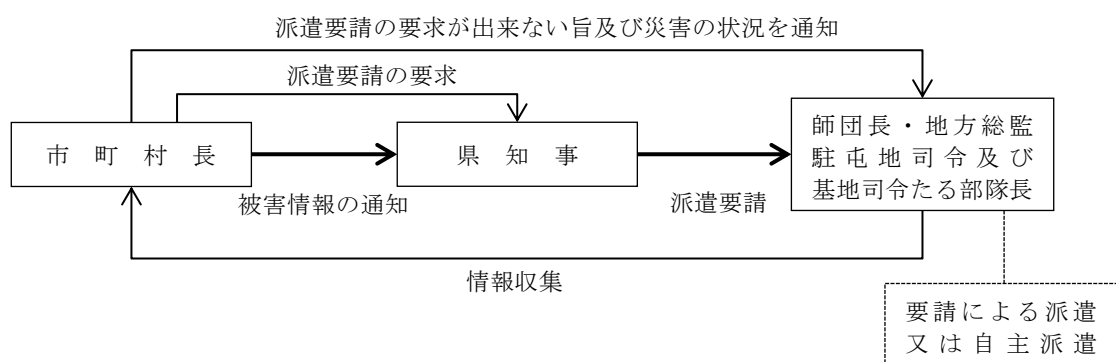 派遣要請の要求が出来ない旨及び災害の状況を通知
派遣要請の要求
市町村長
県知事
師団長・地方総監
駐屯地司令及び
基地司令たる部隊長
被害情報の通知
派遣要請
情報収集
要請による派遣
又は自主派遣